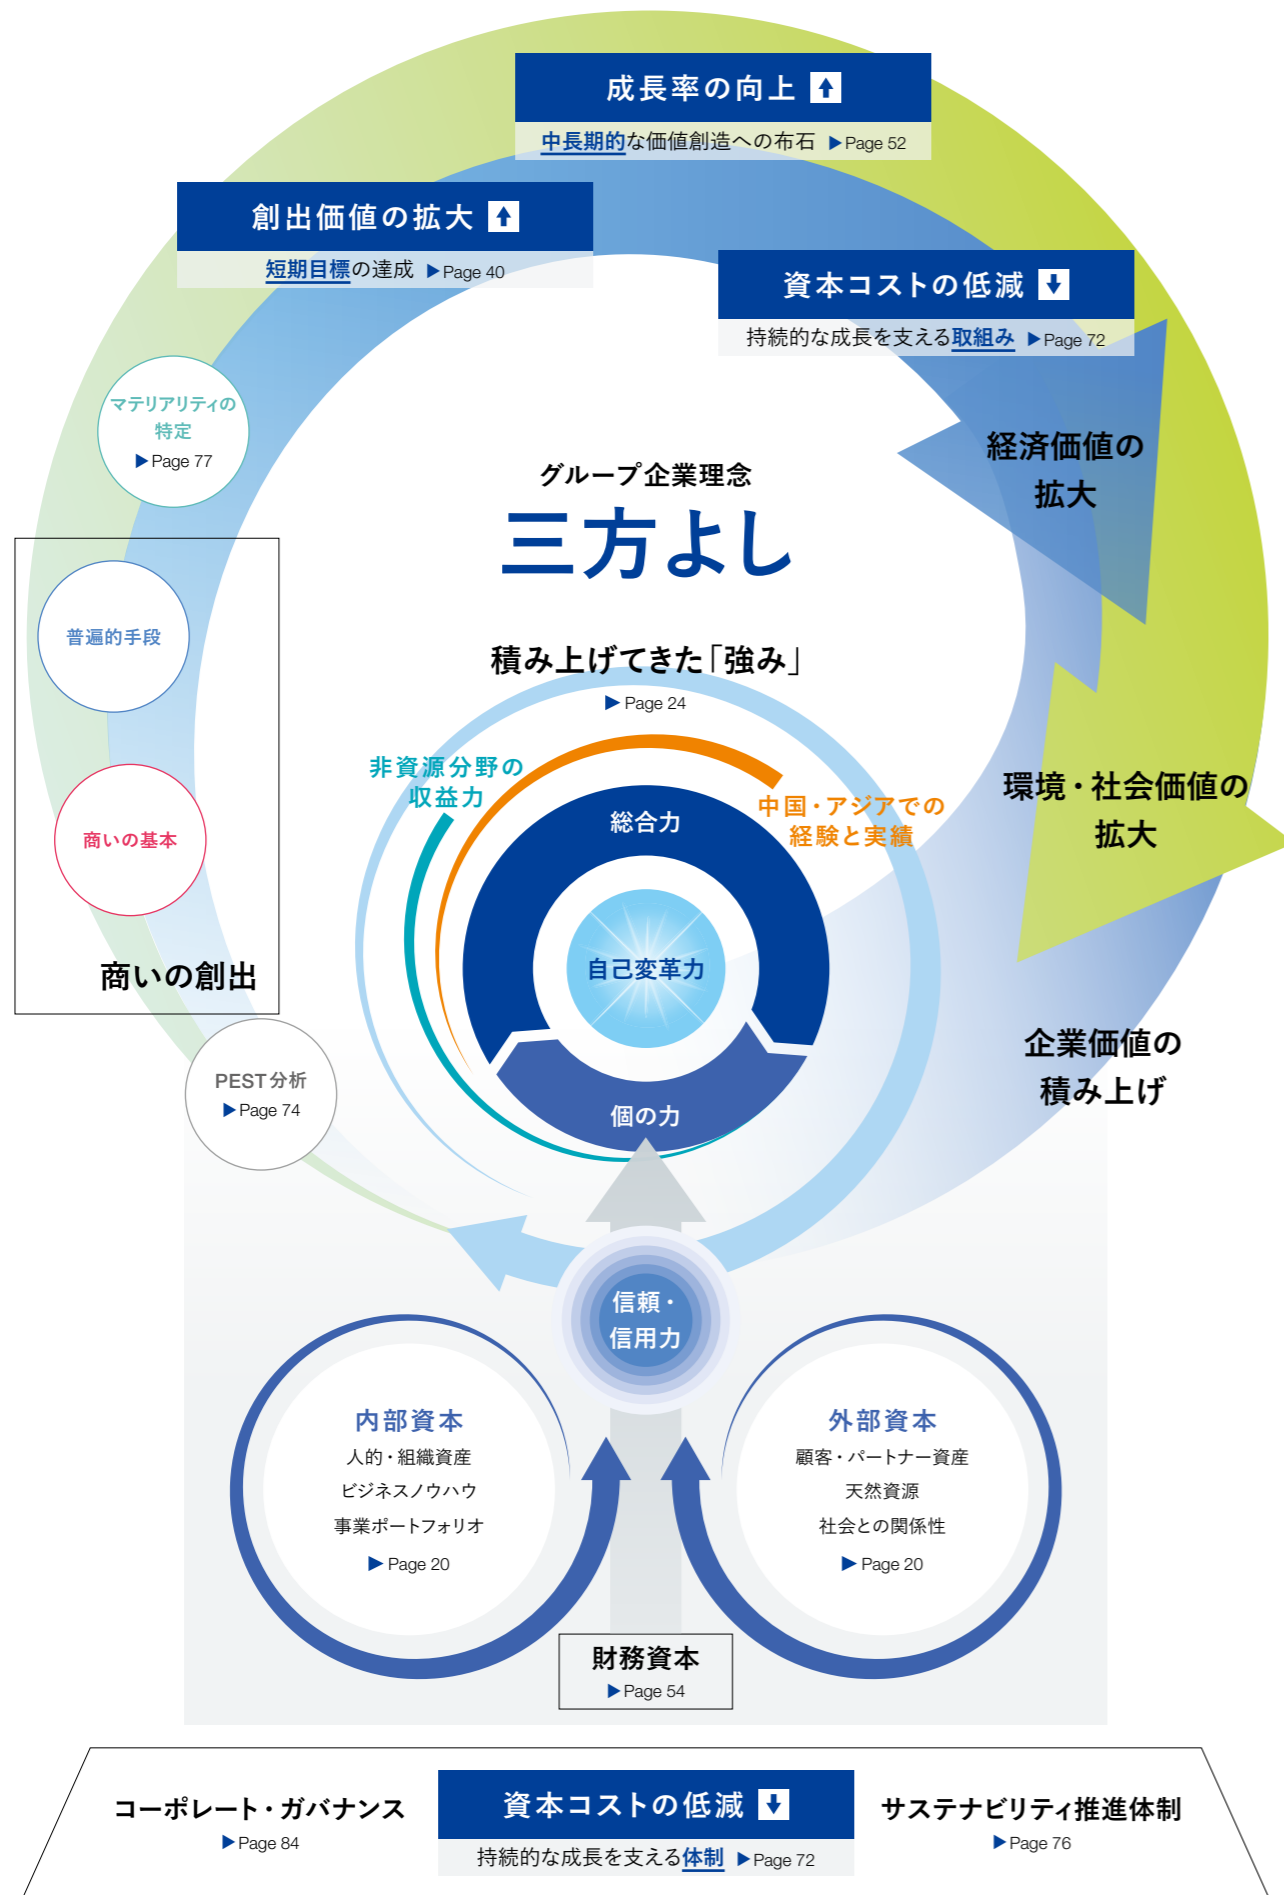 成長率の向上
中長期的な価値創造への布石 ▶Page 52
創出価値の拡大
短期目標の達成 ▶Page 40
資本コストの低減
持続的な成長を支える取組み ▶Page 72
マテリアリティの
特定
▶Page 77
経済価値の
拡大
グループ企業理念
三方よし
普遍的手段
商いの基本
商いの創出
積み上げてきた「強み」
▶ Page 24
非資源分野の
収益力
中国・アジアでの
経験と実績
総合力
自己変革力
個の力
環境・社会価値の
拡大
企業価値の
積み上げ
PEST分析
▶Page 74
信頼・
信用力
内部資本
人的・組織資産
ビジネスノウハウ
事業ポートフォリオ
▶ Page 20
外部資本
顧客・パートナー資産
天然資源
社会との関係性
▶ Page 20
財務資本
▶Page 54
コーポレート・ガバナンス
▶Page 84
資本コストの低減
持続的な成長を支える体制 ▶Page 72
サステナビリティ推進体制
▶Page 76